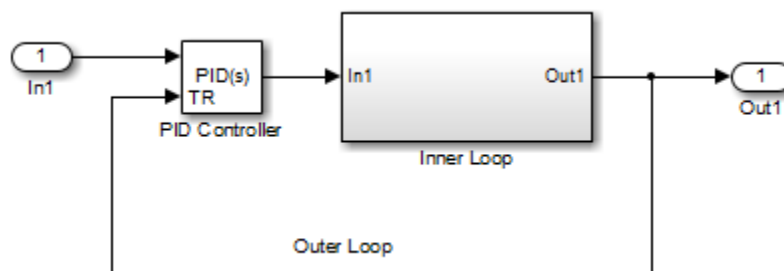 1
In1
PID(s)
TR
PID Controller
In1
Out1
Inner Loop
1
Out1
Outer Loop